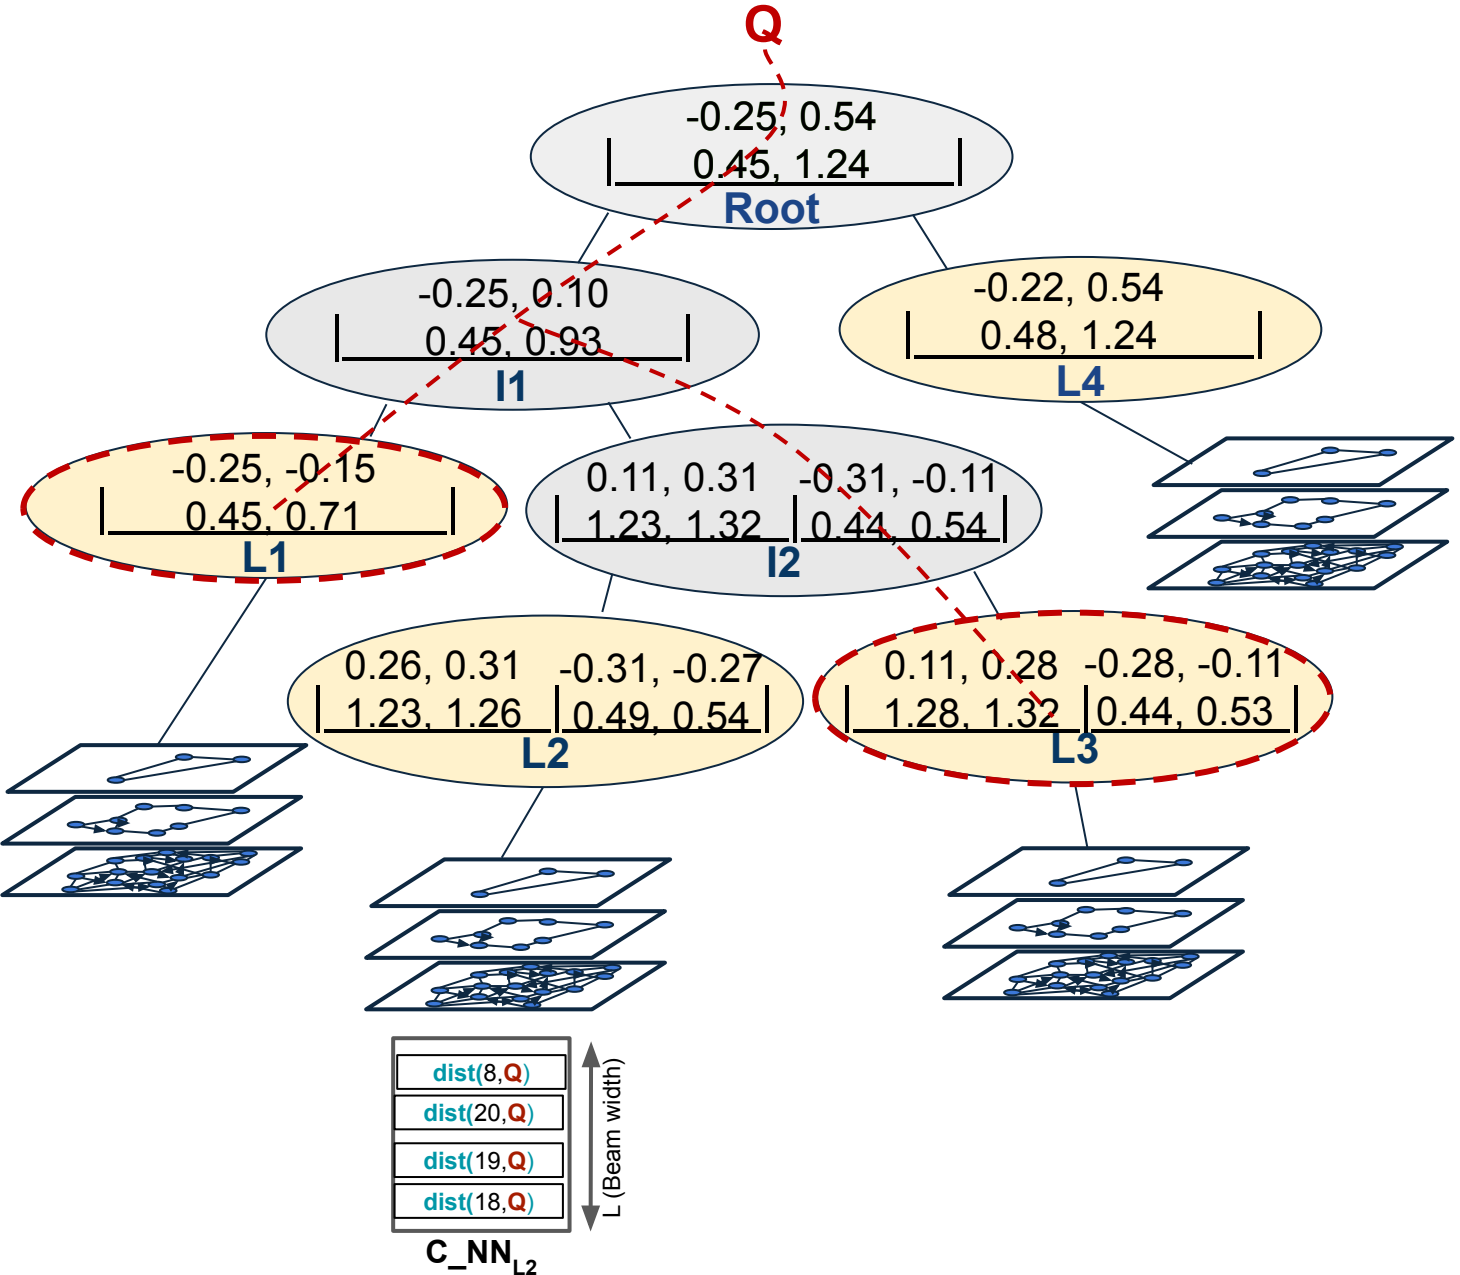 Q
-0.25, 0.54
0.45, 1.24
Root
-0.25, 0.10
0.45, 0.93
I1
-0.22, 0.54
0.48, 1.24
L4
-0.25, -0.15
0.45, 0.71
L1
0.11, 0.31 -0.31, -0.11
1.23, 1.32 0.44, 0.54
I2
0.26, 0.31 -0.31, -0.27
1.23, 1.26 0.49, 0.54
L2
0.11, 0.28 -0.28, -0.11
1.28, 1.32 0.44, 0.53
L3
dist(8,Q)
dist(20,Q)
dist(19,Q)
dist(18,Q)
L (Beam width)
C_NN L2